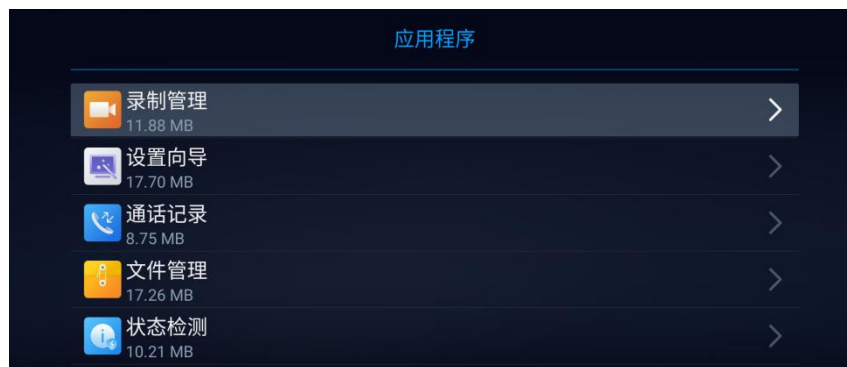 应用程序
录制管理
11.88 MB
设置向导
17.70 MB
通话记录
8.75 MB
文件管理
17.26 MB
状态检测
10.21 MB